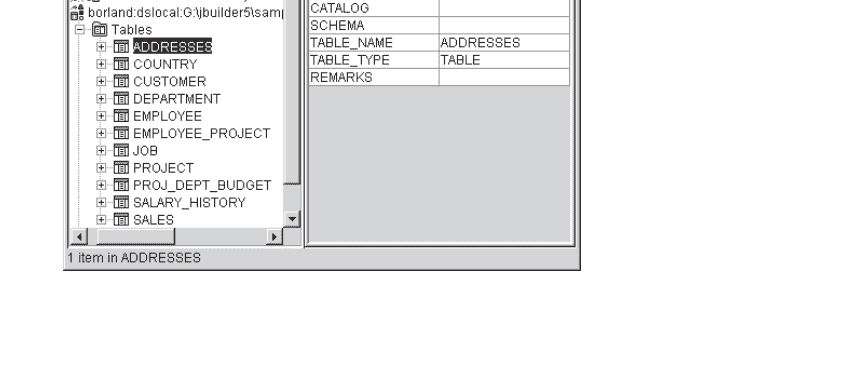 borland:dslocal:G:\jbuilder5\samp
Tables
ADDRESSES
COUNTRY
CUSTOMER
DEPARTMENT
EMPLOYEE
EMPLOYEE_PROJECT
JOB
PROJECT
PROJ_DEPT_BUDGET
SALARY_HISTORY
SALES
CATALOG
SCHEMA
TABLE_NAME ADDRESSES
TABLE_TYPE TABLE
REMARKS
1 item in ADDRESSES